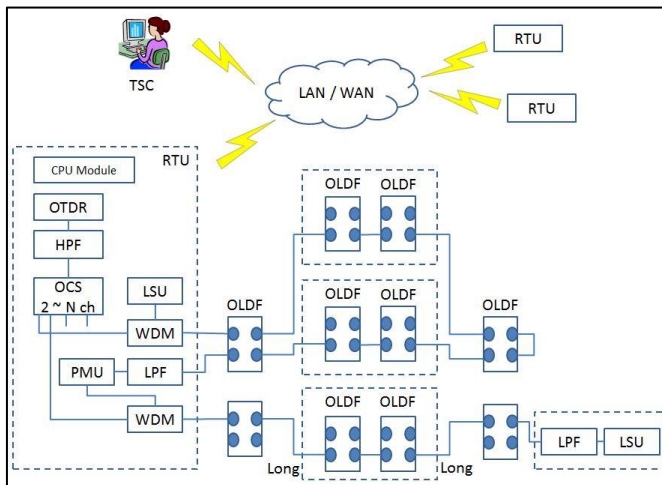 TSC
LAN / WAN
RTU
RTU
RTU
CPU Module
OTDR
HPF
OCS
2 ~ N ch
LSU
WDM
PMU
LPF
WDM
OLDF
OLDF
OLDF
OLDF
OLDF
OLDF
OLDF
OLDF
Long
Long
LPF
LSU